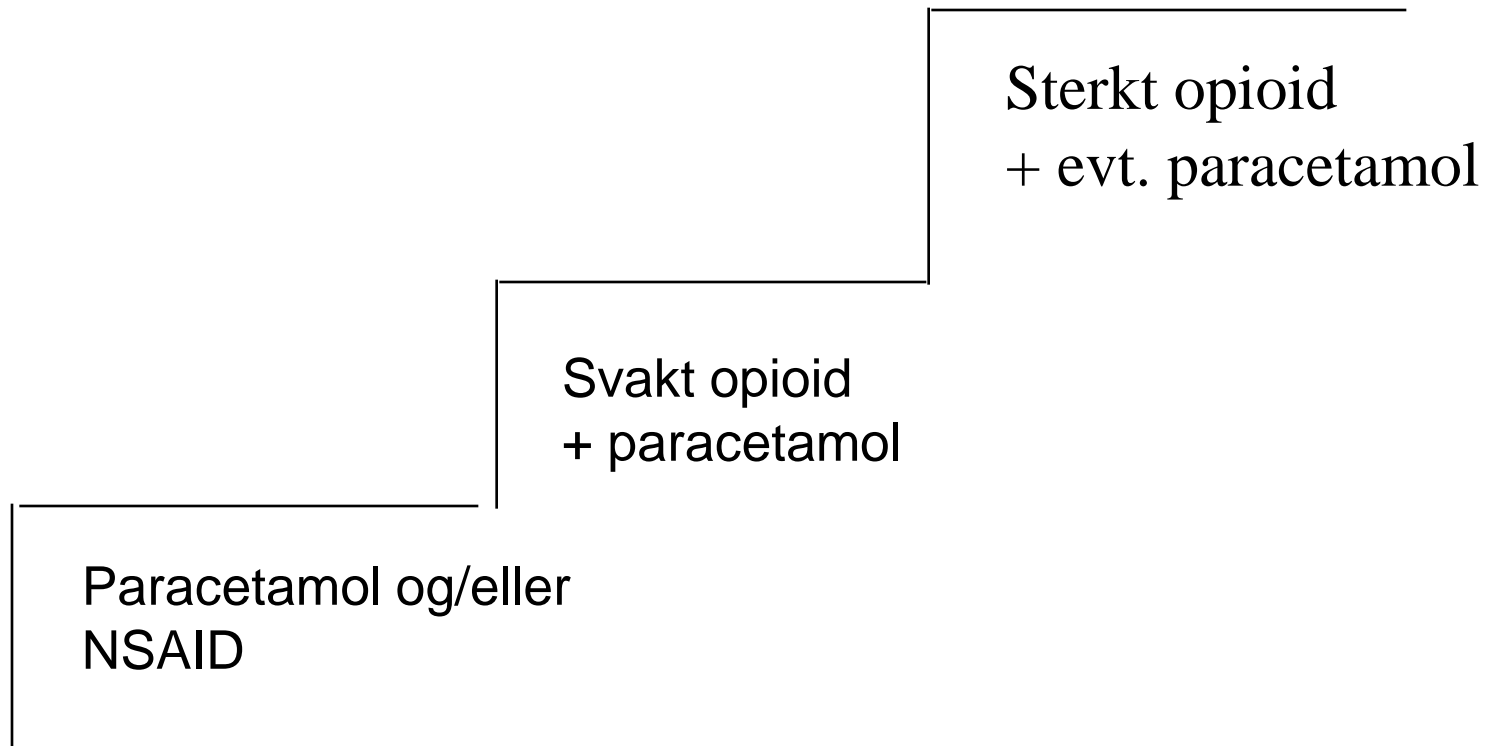 Sterkt opioid
+ evt. paracetamol
Svakt opioid
+ paracetamol
Paracetamol og/eller
NSAID